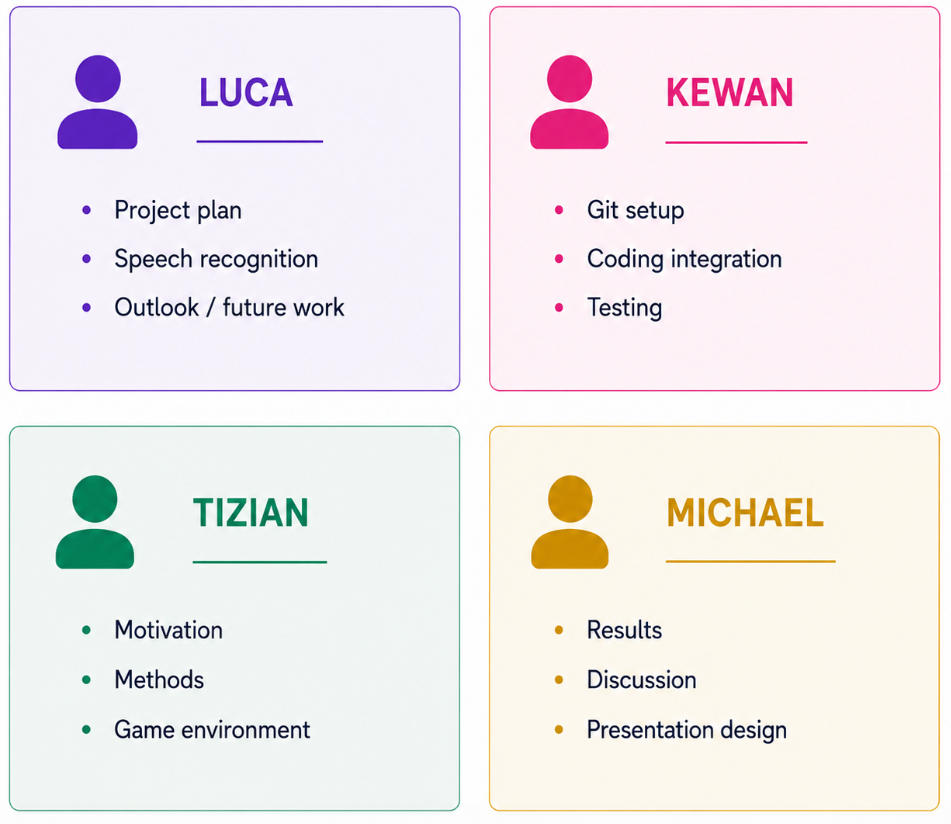 LUCA
Project plan
Speech recognition
Outlook / future work
KEWAN
Git setup
Coding integration
Testing
TIZIAN
Motivation
Methods
Game environment
MICHAEL
Results
Discussion
Presentation design